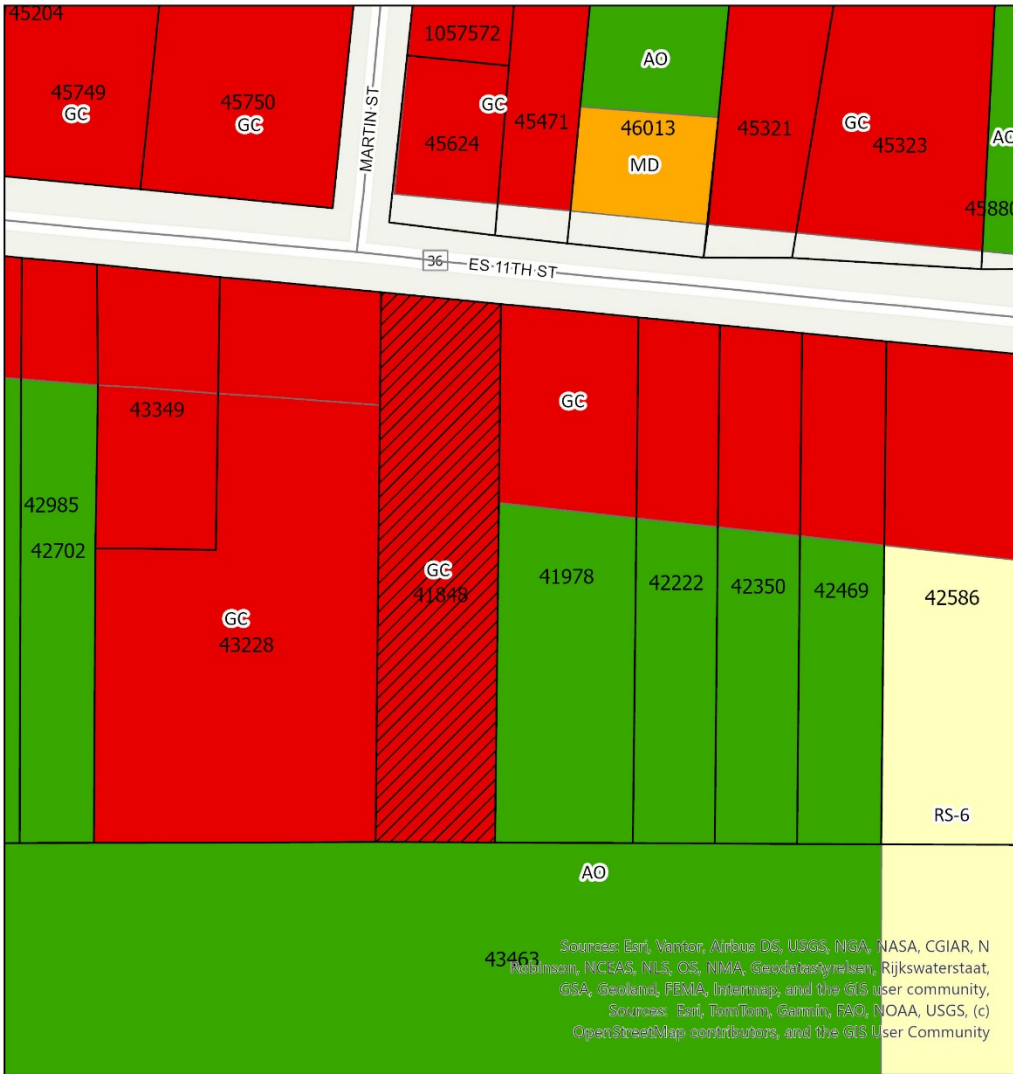 45204
45749
GC
45750
GC
MARTIN ST
1057572
GC
45624
45471
AO
46013
MD
45321
GC
45323
AO
45880
36
ES 11TH ST
43349
42985
42702
GC
43228
GC
41848
GC
41978
42222
42350
42469
42586
RS-6
AO
43463
Sources: Esri, Vantor, Airbus DS, USGS, NGA, NASA, CGIAR, N
Robinson, NCEAS, NLS, OS, NMA, Geodatastyrelsen, Rijkswaterstaat,
GSA, Geoland, FEMA, Intermap, and the GIS user community,
Sources: Esri, TomTom, Garmin, FAO, NOAA, USGS, (c)
OpenStreetMap contributors, and the GIS User Community